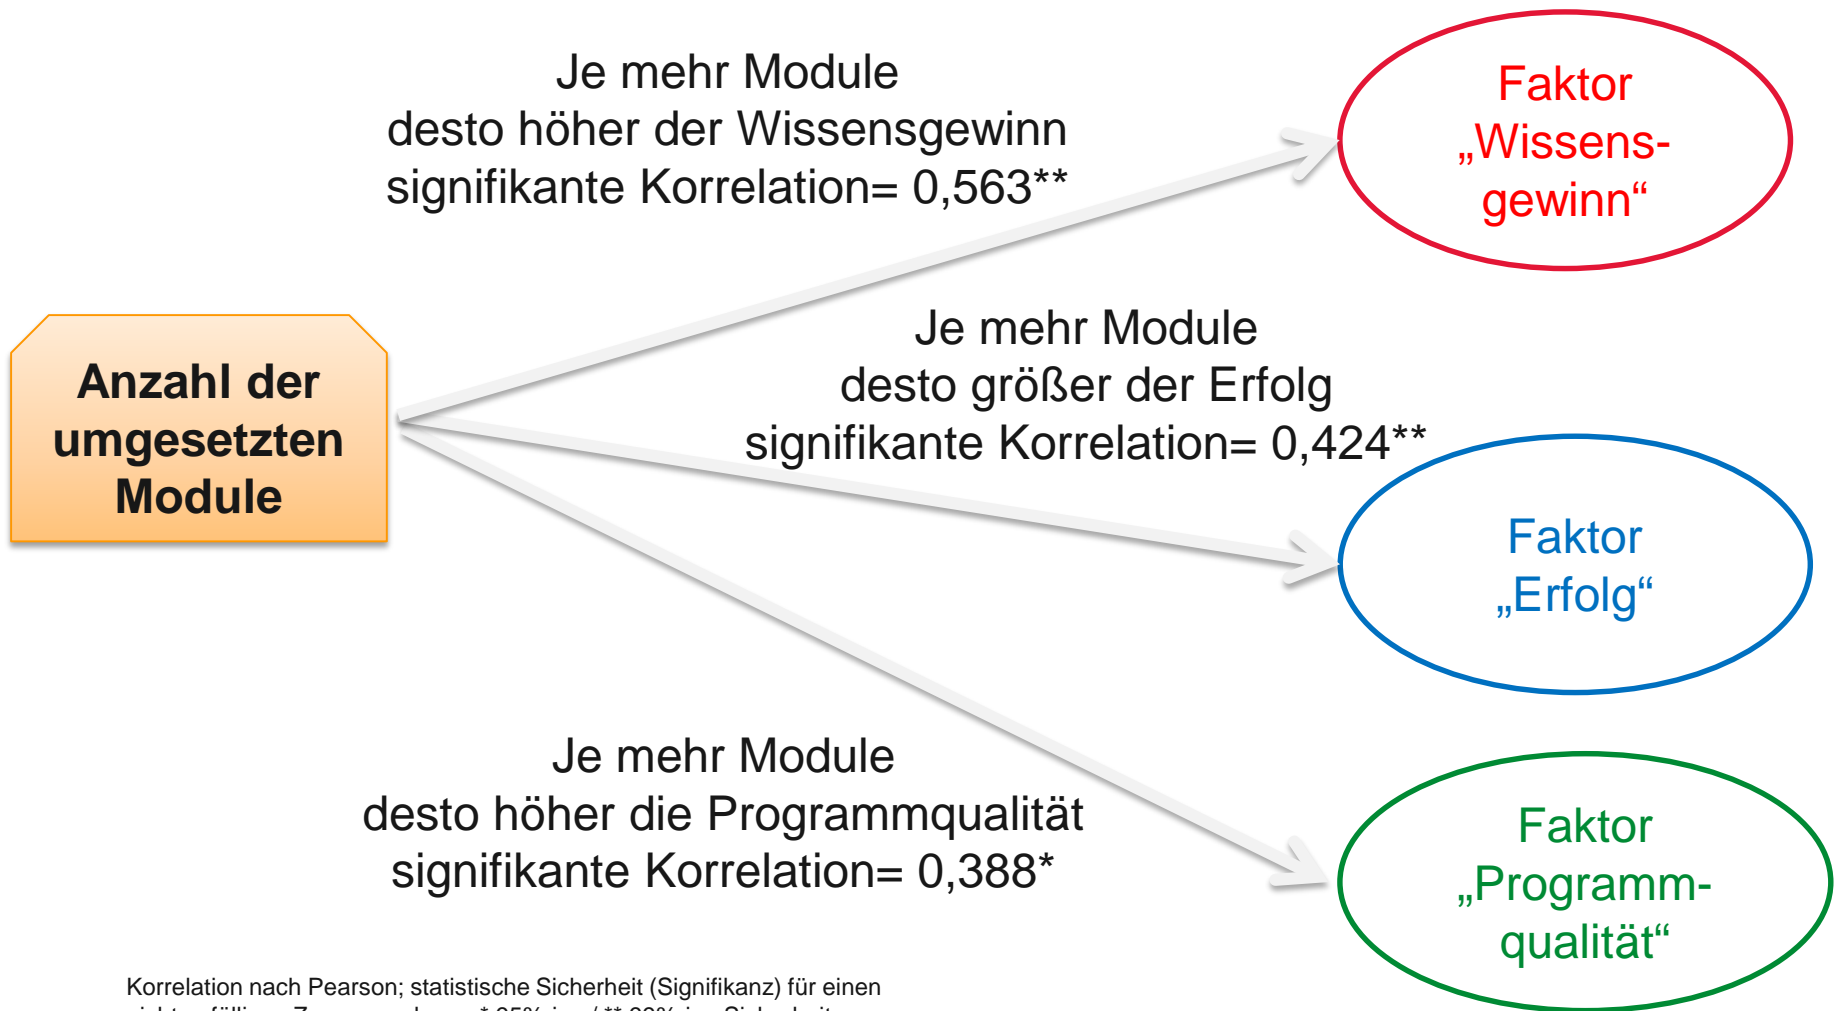 Je mehr Module
desto höher der Wissensgewinn
signifikante Korrelation= 0,563**
Faktor
„Wissens-
gewinn“
Anzahl der
umgesetzten
Module
Je mehr Module
desto größer der Erfolg
signifikante Korrelation= 0,424**
Faktor
„Erfolg“
Je mehr Module
desto höher die Programmqualität
signifikante Korrelation= 0,388*
Faktor
„Programm-
qualität“
Korrelation nach Pearson; statistische Sicherheit (Signifikanz) für einen